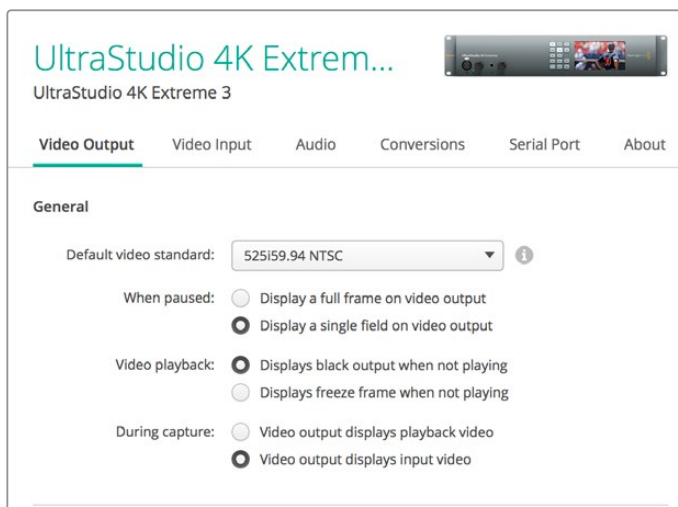 UltraStudio 4K Extrem...
UltraStudio 4K Extreme 3
Video Output Video Input Audio Conversions Serial Port About
General
Default video standard: 525i59.94 NTSC
When paused: Display a full frame on video output
Display a single field on video output
Video playback: Displays black output when not playing
Displays freeze frame when not playing
During capture: Video output displays playback video
Video output displays input video